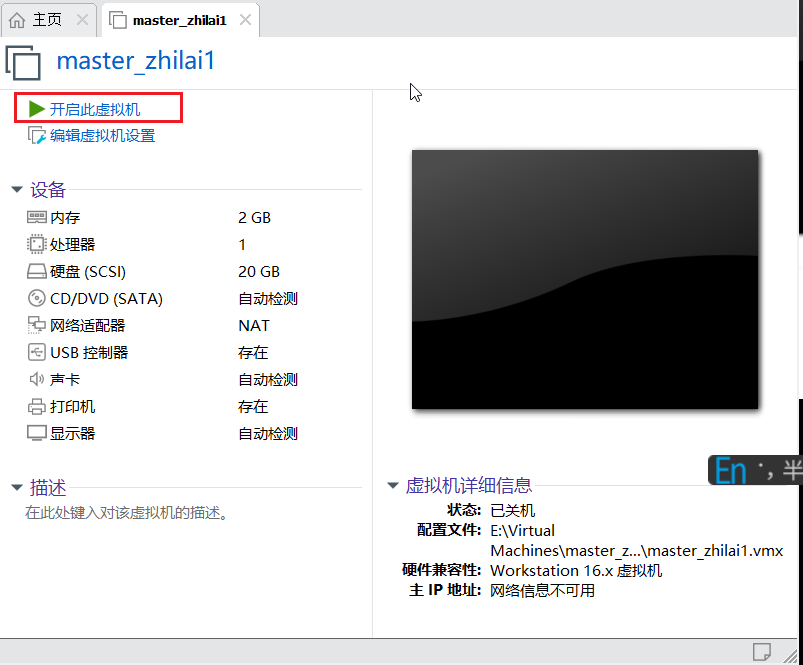 主页
master_zhilai1
master_zhilai1
开启此虚拟机
编辑虚拟机设置
设备
内存 2 GB
处理器 1
硬盘 (SCSI) 20 GB
CD/DVD (SATA) 自动检测
网络适配器 NAT
USB 控制器 存在
声卡 自动检测
打印机 存在
显示器 自动检测
描述
在此处键入对该虚拟机的描述。
En ·, 半
虚拟机详细信息
状态: 已关机
配置文件: E:\Virtual
Machines\master_z...\master_zhilai1.vmx
硬件兼容性: Workstation 16.x 虚拟机
主 IP 地址: 网络信息不可用